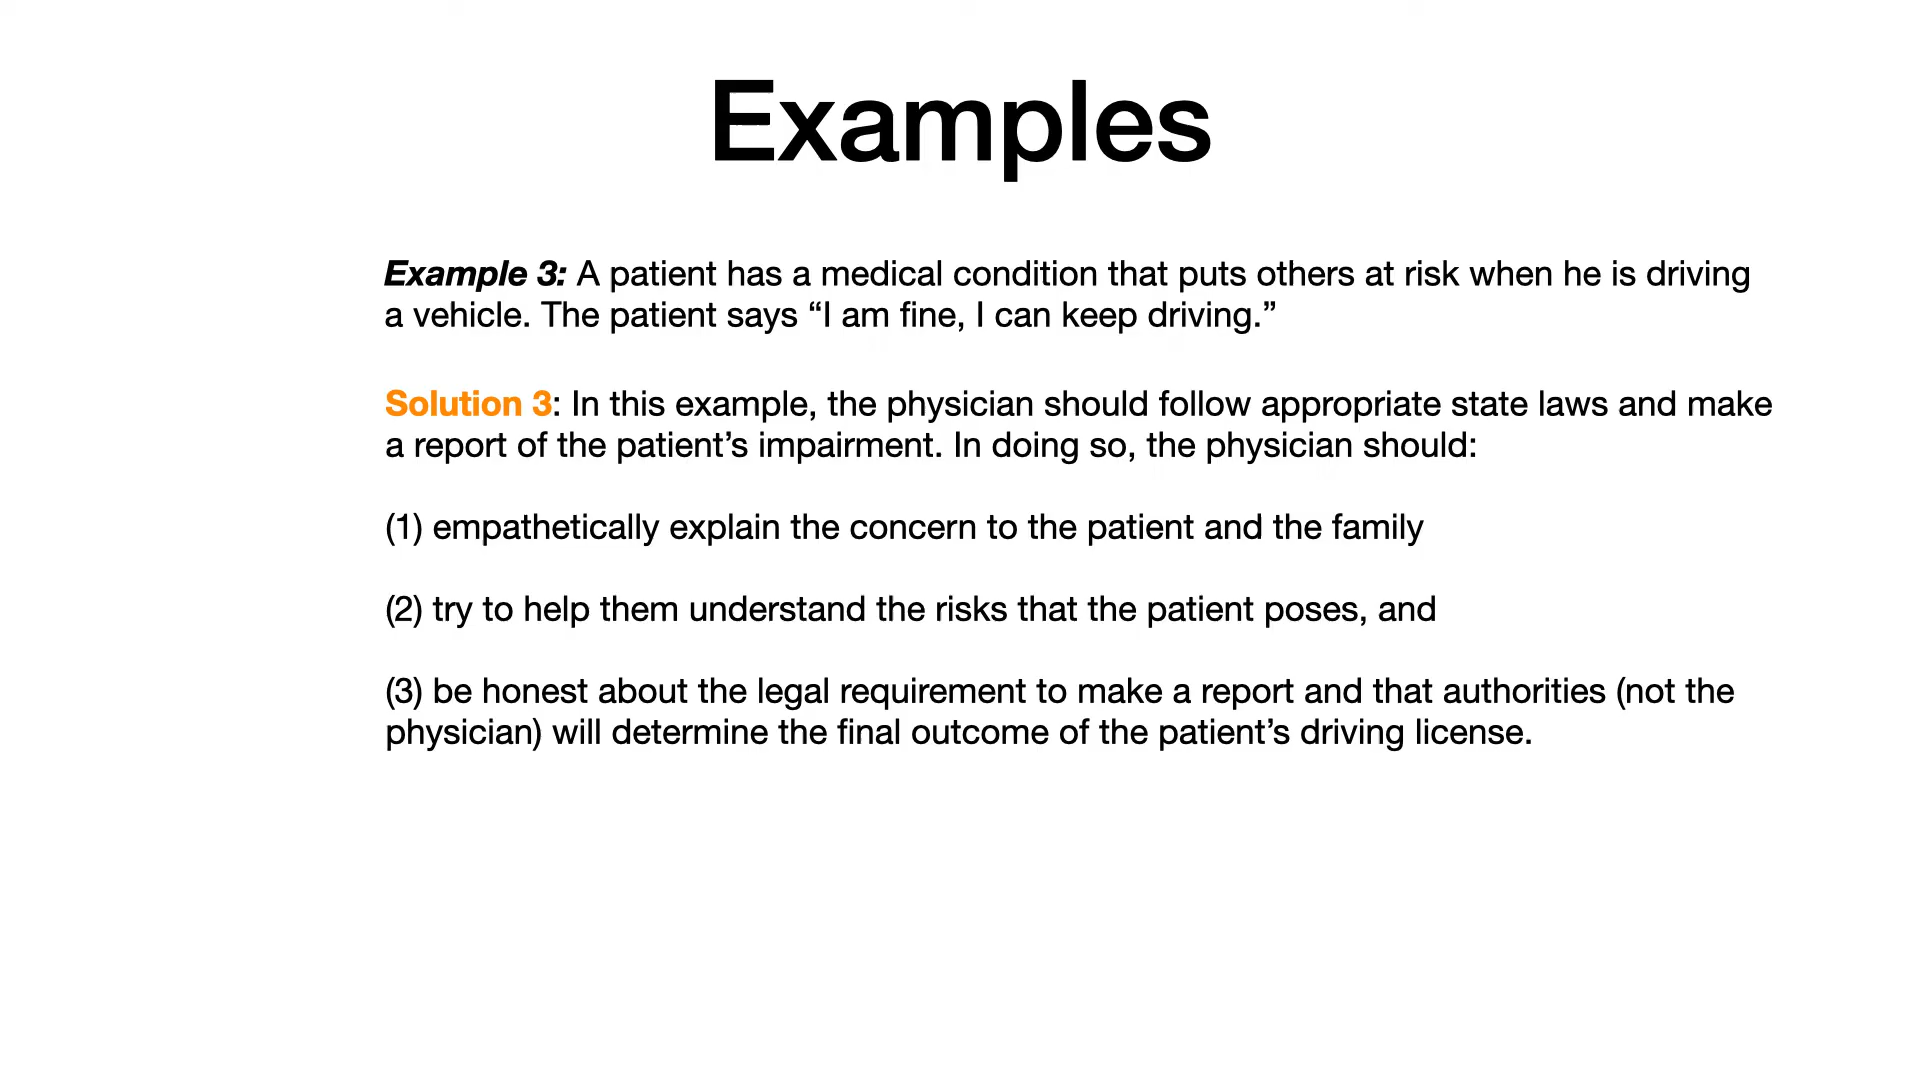 Examples
Example 3: A patient has a medical condition that puts others at risk when he is driving
a vehicle. The patient says “I am fine, I can keep driving.”
Solution 3: In this example, the physician should follow appropriate state laws and make
a report of the patient’s impairment. In doing so, the physician should:
(1) empathetically explain the concern to the patient and the family
(2) try to help them understand the risks that the patient poses, and
(3) be honest about the legal requirement to make a report and that authorities (not the
physician) will determine the final outcome of the patient’s driving license.